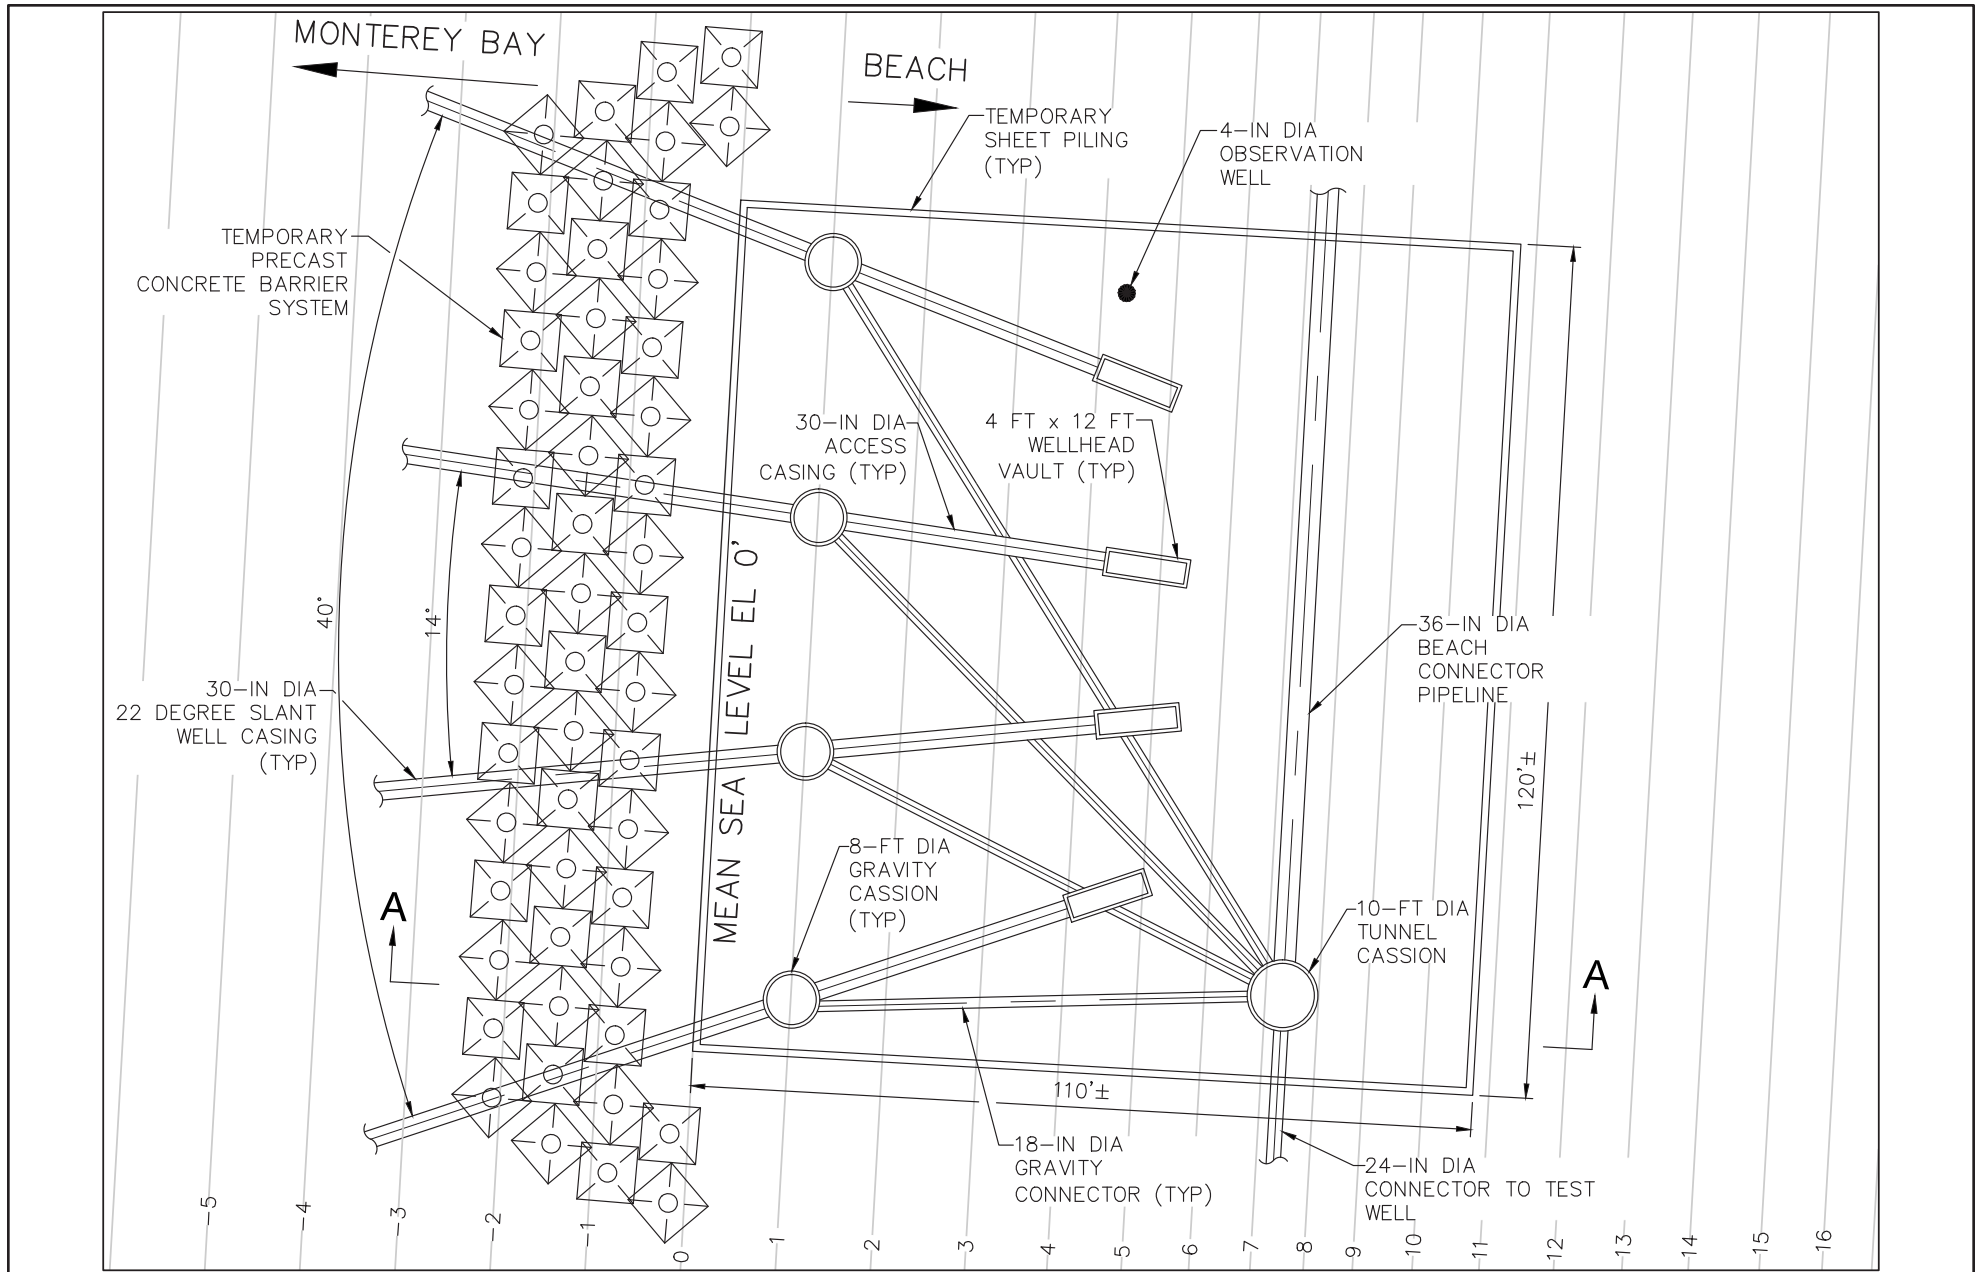 MONTEREY BAY
BEACH
TEMPORARY
SHEET PILING
(TYP)
4-IN DIA
OBSERVATION
WELL
TEMPORARY
PRECAST
CONCRETE BARRIER
SYSTEM
30-IN DIA
ACCESS
CASING (TYP)
4 FT x 12 FT
WELLHEAD
VAULT (TYP)
40°
14°
MEAN SEA LEVEL EL 0'
36-IN DIA
BEACH
CONNECTOR
PIPELINE
30-IN DIA
22 DEGREE SLANT
WELL CASING
(TYP)
120'±
8-FT DIA
GRAVITY
CASSION
(TYP)
10-FT DIA
TUNNEL
CASSION
A
A
110'±
18-IN DIA
GRAVITY
CONNECTOR (TYP)
24-IN DIA
CONNECTOR TO TEST
WELL
-5
-4
-3
-2
-1
0
1
2
3
4
5
6
7
8
9
10
11
12
13
14
15
16